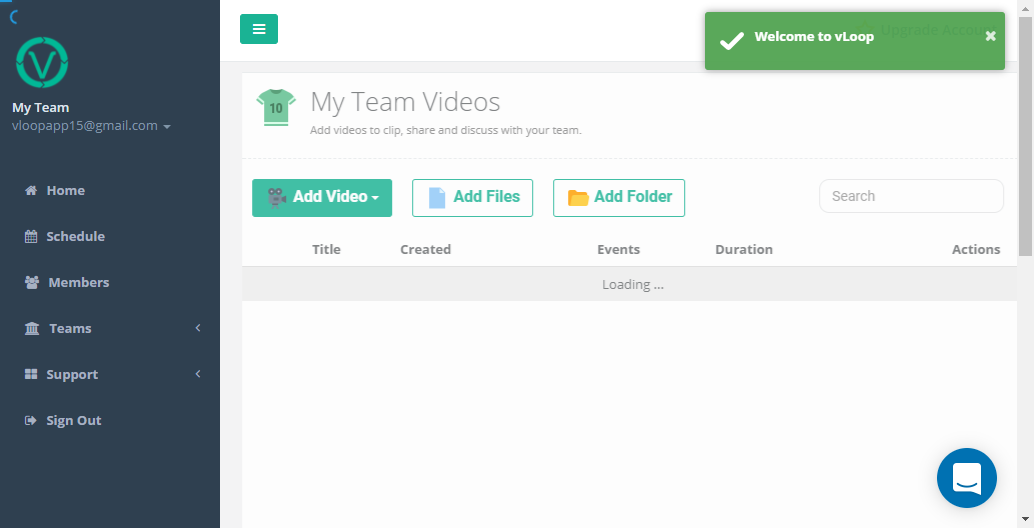 Welcome to vLoop
Upgrade Account
My Team
vloopapp15@gmail.com
Home
Schedule
Members
Teams
Support
Sign Out
10
My Team Videos
Add videos to clip, share and discuss with your team.
Add Video
Add Files
Add Folder
Search
Title Created Events Duration Actions
Loading ...